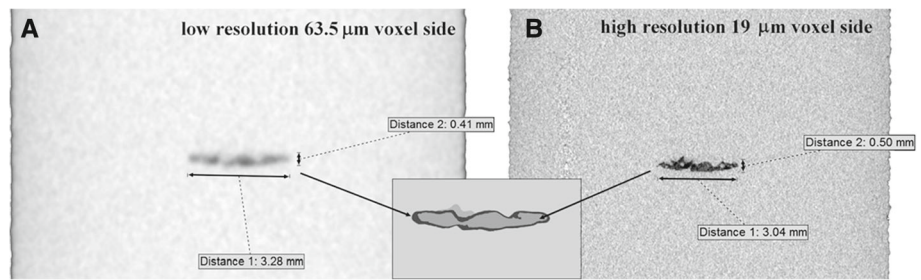 A
low resolution 63.5 μm voxel side
Distance 2: 0.41 mm
Distance 1: 3.28 mm
B
high resolution 19 μm voxel side
Distance 2: 0.50 mm
Distance 1: 3.04 mm